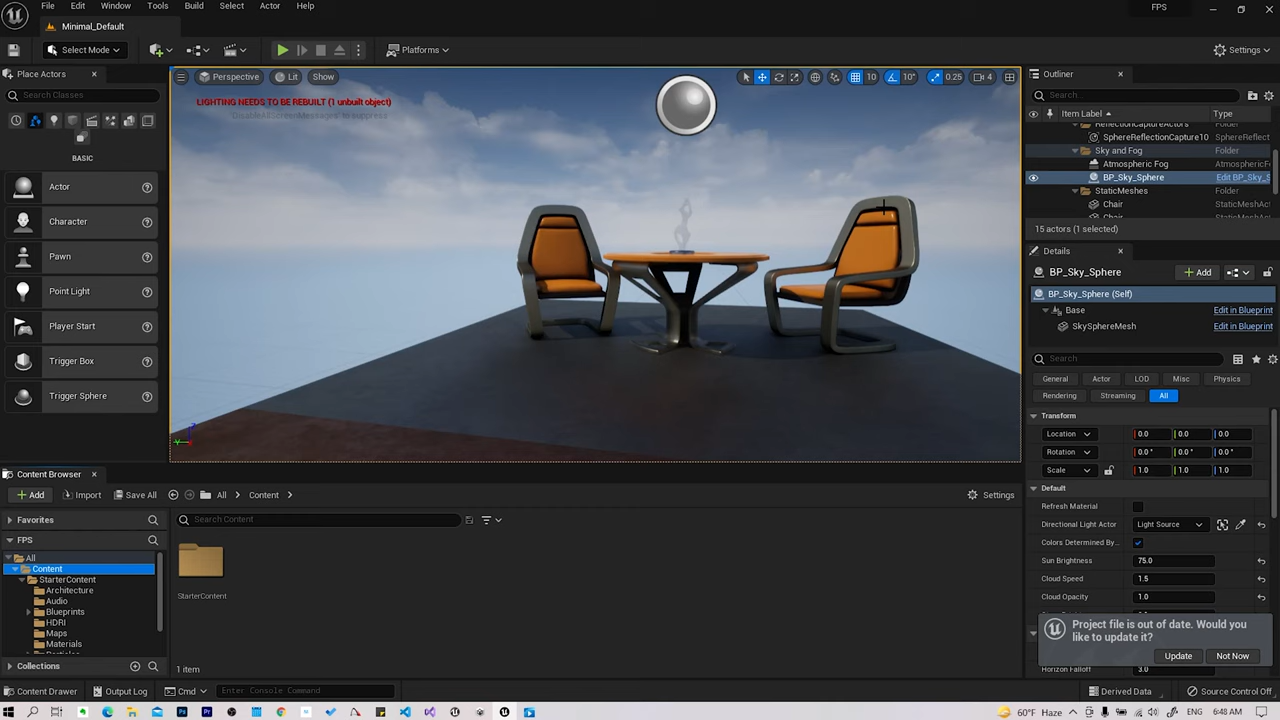 File Edit Window Tools Build Select Actor Help
FPS
Minimal_Default
Select Mode
Platforms
Settings
Place Actors
Search Classes
BASIC
Actor
Character
Pawn
Point Light
Player Start
Trigger Box
Trigger Sphere
Perspective Lit Show
10 10° 0.25 4
LIGHTING NEEDS TO BE REBUILT (1 unbuilt object)
'DisableAllScreenMessages' to suppress
Outliner
Search...
Item Label Type
ReflectionCaptureActors Folder
SphereReflectionCapture10 SphereReflect
Sky and Fog Folder
Atmospheric Fog AtmosphericF
BP_Sky_Sphere Edit BP_Sky_S
StaticMeshes Folder
Chair StaticMeshAct
Chair
15 actors (1 selected)
Details
BP_Sky_Sphere
Add
BP_Sky_Sphere (Self)
Base Edit in Blueprint
SkySphereMesh Edit in Blueprint
Search
General Actor LOD Misc Physics
Rendering Streaming All
Transform
Location 0.0 0.0 0.0
Rotation 0.0 ° 0.0 ° 0.0 °
Scale 1.0 1.0 1.0
Default
Refresh Material
Directional Light Actor Light Source
Colors Determined By...
Sun Brightness 75.0
Cloud Speed 1.5
Cloud Opacity 1.0
Project file is out of date. Would you
like to update it?
Update Not Now
Horizon Falloff 3.0
Content Browser
Add Import Save All All Content
Settings
Favorites
FPS
All
Content
StarterContent
Architecture
Audio
Blueprints
HDRI
Maps
Materials
Collections
Search Content
StarterContent
1 item
Content Drawer Output Log Cmd Enter Console Command
Derived Data Source Control Off
60°F Haze ENG 6:48 AM